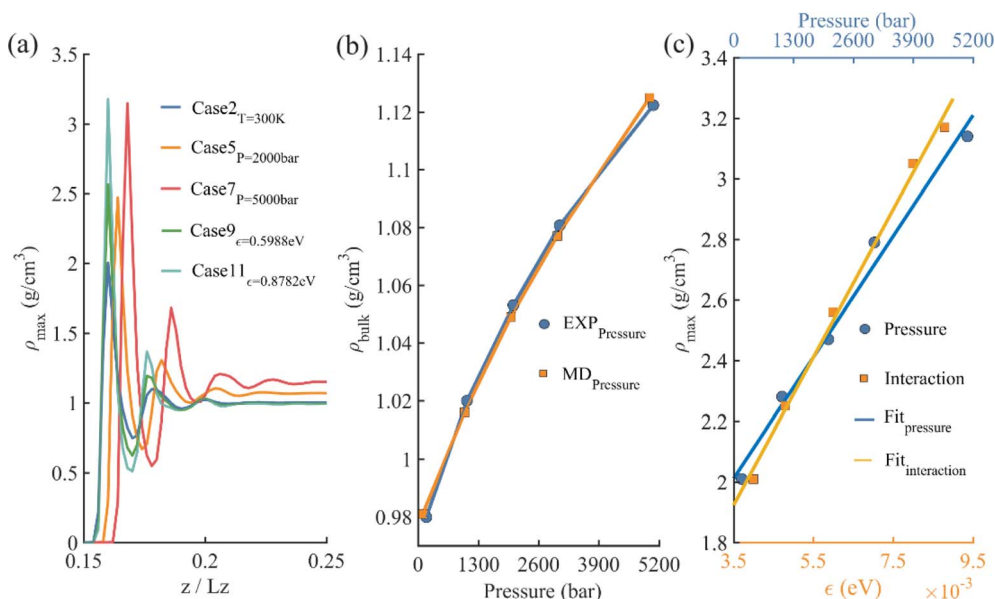 (a)
3.5
3
2.5
2
1.5
1
0.5
0
ρmax (g/cm³)
0.15
0.2
0.25
z / Lz
Case2T=300K
Case5P=2000bar
Case7P=5000bar
Case9ϵ=0.5988eV
Case11ϵ=0.8782eV
(b)
1.14
1.12
1.1
1.08
1.06
1.04
1.02
1
0.98
ρbulk (g/cm³)
0
1300
2600
3900
5200
Pressure (bar)
EXPPressure
MDPressure
(c)
Pressure (bar)
0
1300
2600
3900
5200
3.4
3.2
3
2.8
2.6
2.4
2.2
2
1.8
ρmax (g/cm³)
Pressure
Interaction
Fitpressure
Fitinteraction
3.5
5.5
7.5
9.5
ϵ (eV)
×10⁻³